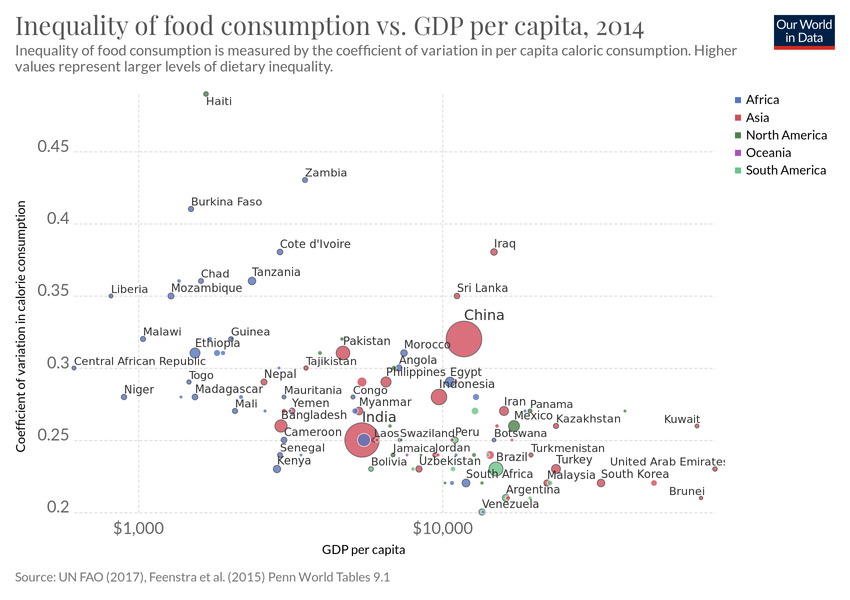 Inequality of food consumption vs. GDP per capita, 2014
Our World
in Data
Inequality of food consumption is measured by the coefficient of variation in per capita caloric consumption. Higher
values represent larger levels of dietary inequality.
Africa
Asia
North America
Oceania
South America
Haiti
0.45
Zambia
Burkina Faso
0.4
Cote d'Ivoire
Iraq
Chad
Tanzania
Liberia
Mozambique
Sri Lanka
0.35
China
Malawi
Guinea
Ethiopia
Pakistan
Morocco
Central African Republic
Tajikistan
Angola
0.3
Togo
Nepal
Philippines
Egypt
Niger
Madagascar
Mauritania
Congo
Indonesia
Mali
Yemen
Myanmar
Iran
Panama
Bangladesh
India
Mexico
Kazakhstan
Kuwait
Cameroon
Laos
Swaziland
Peru
Botswana
0.25
Senegal
Jamaica
Jordan
Turkmenistan
Kenya
Bolivia
Uzbekistan
Brazil
Turkey
United Arab Emirates
South Africa
Malaysia
South Korea
Argentina
Brunei
Venezuela
0.2
$1,000
$10,000
Coefficient of variation in calorie consumption
GDP per capita
Source: UN FAO (2017), Feenstra et al. (2015) Penn World Tables 9.1